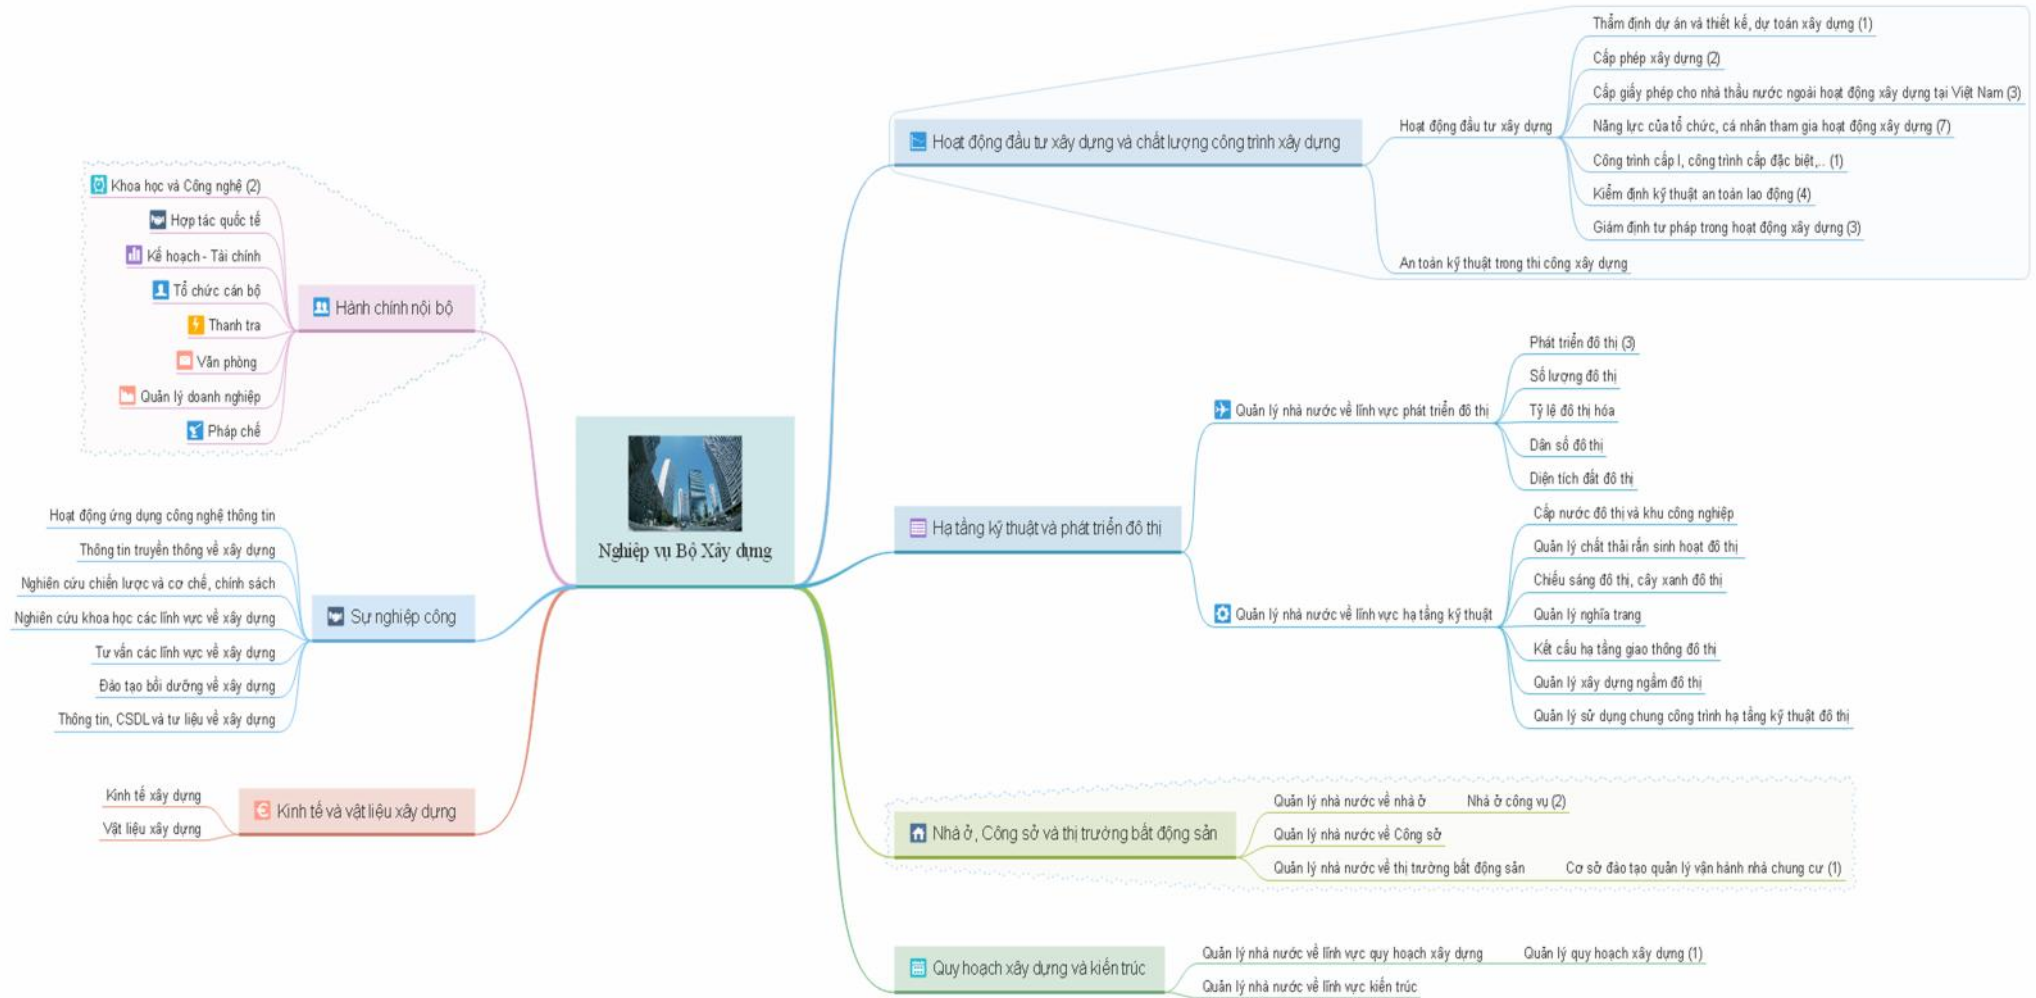 Nghiệp vụ Bộ Xây dựng
Hoạt động đầu tư xây dựng và chất lượng công trình xây dựng
Hoạt động đầu tư xây dựng
Thẩm định dự án và thiết kế, dự toán xây dựng (1)
Cấp phép xây dựng (2)
Cấp giấy phép cho nhà thầu nước ngoài hoạt động xây dựng tại Việt Nam (3)
Năng lực của tổ chức, cá nhân tham gia hoạt động xây dựng (7)
Công trình cấp I, công trình cấp đặc biệt,.. (1)
Kiểm định kỹ thuật an toàn lao động (4)
Giám định tư pháp trong hoạt động xây dựng (3)
An toàn kỹ thuật trong thi công xây dựng
Hạ tầng kỹ thuật và phát triển đô thị
Quản lý nhà nước về lĩnh vực phát triển đô thị
Phát triển đô thị (3)
Số lượng đô thị
Tỷ lệ đô thị hóa
Dân số đô thị
Diện tích đất đô thị
Quản lý nhà nước về lĩnh vực hạ tầng kỹ thuật
Cấp nước đô thị và khu công nghiệp
Quản lý chất thải rắn sinh hoạt đô thị
Chiếu sáng đô thị, cây xanh đô thị
Quản lý nghĩa trang
Kết cấu hạ tầng giao thông đô thị
Quản lý xây dựng ngầm đô thị
Quản lý sử dụng chung công trình hạ tầng kỹ thuật đô thị
Nhà ở, Công sở và thị trường bất động sản
Quản lý nhà nước về nhà ở
Nhà ở công vụ (2)
Quản lý nhà nước về Công sở
Quản lý nhà nước về thị trường bất động sản
Cơ sở đào tạo quản lý vận hành nhà chung cư (1)
Quy hoạch xây dựng và kiến trúc
Quản lý nhà nước về lĩnh vực quy hoạch xây dựng
Quản lý quy hoạch xây dựng (1)
Quản lý nhà nước về lĩnh vực kiến trúc
Hành chính nội bộ
Khoa học và Công nghệ (2)
Hợp tác quốc tế
Kế hoạch - Tài chính
Tổ chức cán bộ
Thanh tra
Văn phòng
Quản lý doanh nghiệp
Pháp chế
Sự nghiệp công
Hoạt động ứng dụng công nghệ thông tin
Thông tin truyền thông về xây dựng
Nghiên cứu chiến lược và cơ chế, chính sách
Nghiên cứu khoa học các lĩnh vực về xây dựng
Tư vấn các lĩnh vực về xây dựng
Đào tạo bồi dưỡng về xây dựng
Thông tin, CSDL và tư liệu về xây dựng
Kinh tế và vật liệu xây dựng
Kinh tế xây dựng
Vật liệu xây dựng